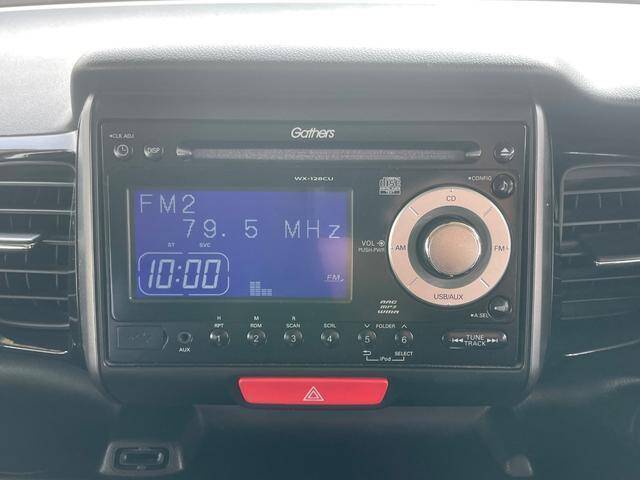 Gathers
CLK ADJ
DISP
WX-128CU
CONFIG
FM2
79.5 MHz
ST SVC
10:00
FM
VOL
PUSH-PWR
CD
AM
FM
USB/AUX
AAC
MP3
WMA
A.SEL
H M R
RPT RDM SCAN SCRL FOLDER
AUX
1 2 3 4 5 6
iPod SELECT
TUNE
TRACK